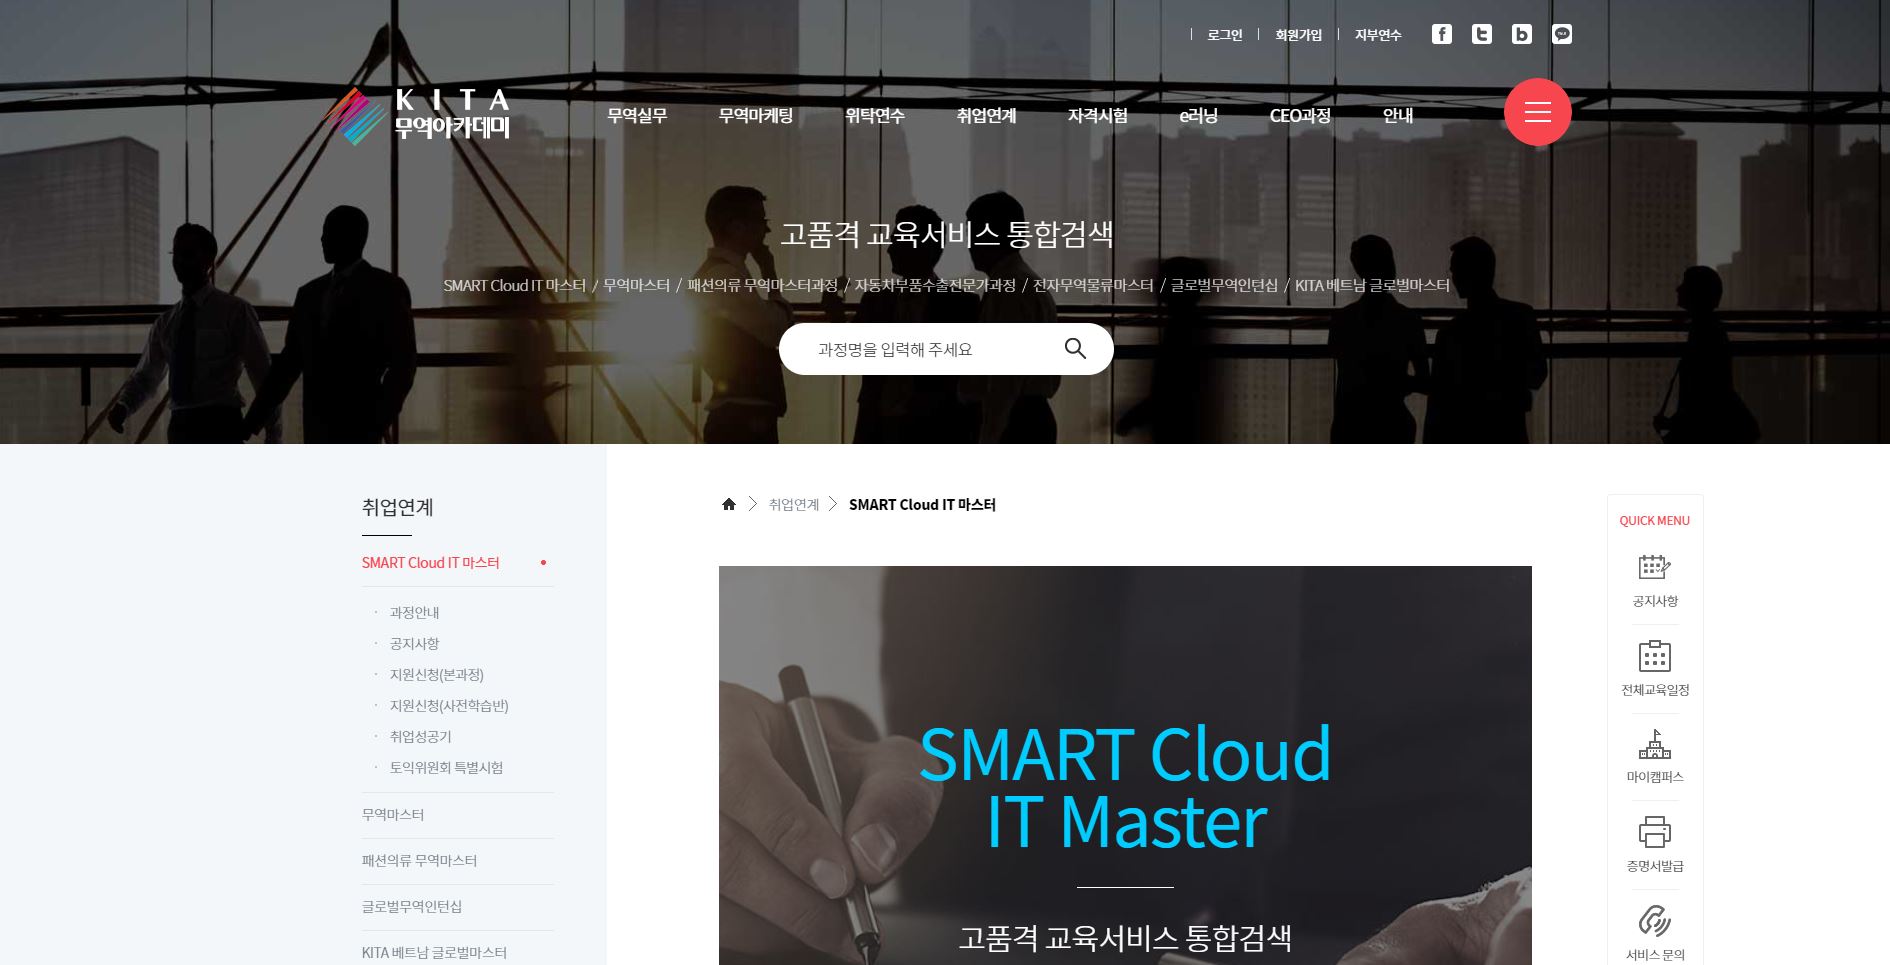 로그인 회원가입 지부연수
KITA
무역아카데미
무역실무 무역마케팅 위탁연수 취업연계 자격시험 e러닝 CEO과정 안내
고품격 교육서비스 통합검색
SMART Cloud IT 마스터 / 무역마스터 / 패션의류 무역마스터과정 / 자동차부품수출전문가과정 / 전자무역물류마스터 / 글로벌무역인턴십 / KITA 베트남 글로벌마스터
과정명을 입력해 주세요
취업연계
SMART Cloud IT 마스터
· 과정안내
· 공지사항
· 지원신청(본과정)
· 지원신청(사전학습반)
· 취업성공기
· 토익위원회 특별시험
무역마스터
패션의류 무역마스터
글로벌무역인턴십
KITA 베트남 글로벌마스터
취업연계 SMART Cloud IT 마스터
SMART Cloud
IT Master
고품격 교육서비스 통합검색
QUICK MENU
공지사항
전체교육일정
마이캠퍼스
증명서발급
서비스 문의